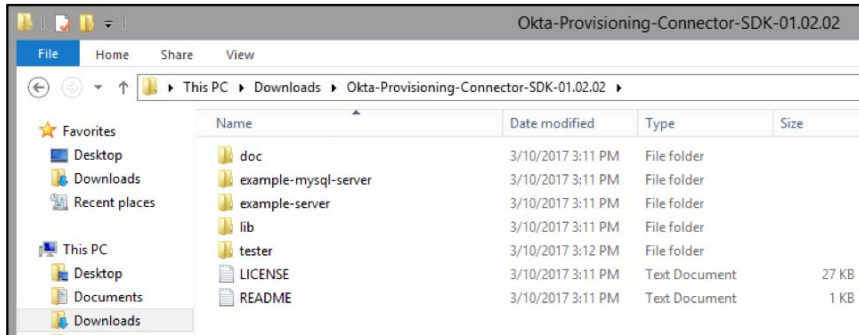 Okta-Provisioning-Connector-SDK-01.02.02
File Home Share View
This PC Downloads Okta-Provisioning-Connector-SDK-01.02.02
Favorites
Desktop
Downloads
Recent places
This PC
Desktop
Documents
Downloads
Name Date modified Type Size
doc 3/10/2017 3:11 PM File folder
example-mysql-server 3/10/2017 3:11 PM File folder
example-server 3/10/2017 3:11 PM File folder
lib 3/10/2017 3:11 PM File folder
tester 3/10/2017 3:12 PM File folder
LICENSE 3/10/2017 3:11 PM Text Document 27 KB
README 3/10/2017 3:11 PM Text Document 1 KB